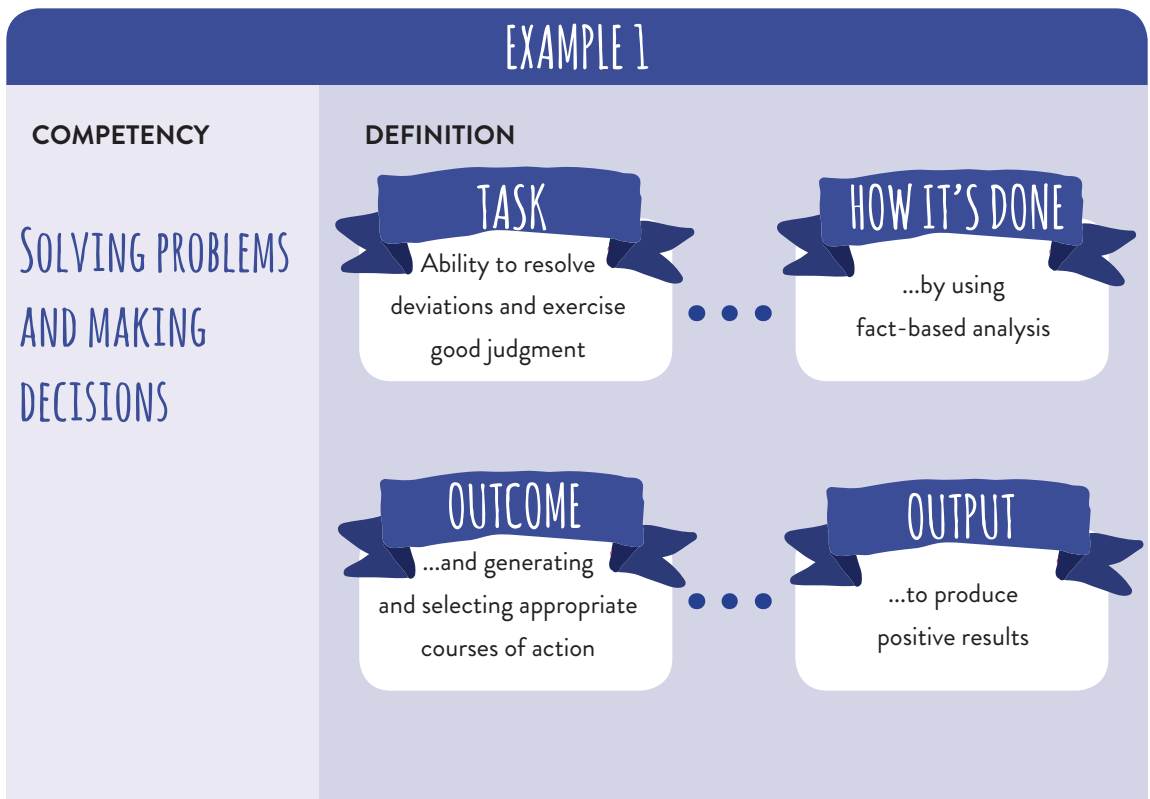 EXAMPLE 1
COMPETENCY
SOLVING PROBLEMS
AND MAKING
DECISIONS
DEFINITION
TASK
Ability to resolve
deviations and exercise
good judgment
HOW IT'S DONE
...by using
fact-based analysis
OUTCOME
...and generating
and selecting appropriate
courses of action
OUTPUT
...to produce
positive results